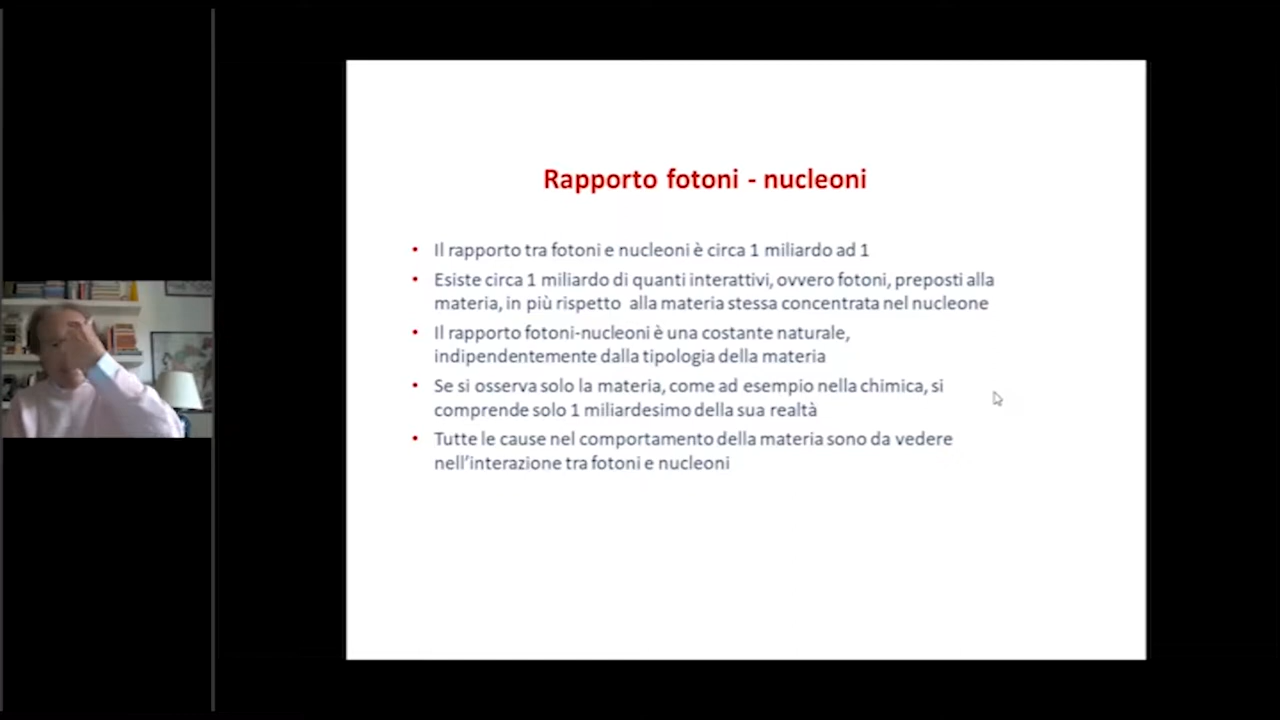 Rapporto fotoni - nucleoni
• Il rapporto tra fotoni e nucleoni è circa 1 miliardo ad 1
• Esiste circa 1 miliardo di quanti interattivi, ovvero fotoni, preposti alla
materia, in più rispetto alla materia stessa concentrata nel nucleone
• Il rapporto fotoni-nucleoni è una costante naturale,
indipendentemente dalla tipologia della materia
• Se si osserva solo la materia, come ad esempio nella chimica, si
comprende solo 1 miliardesimo della sua realtà
• Tutte le cause nel comportamento della materia sono da vedere
nell'interazione tra fotoni e nucleoni